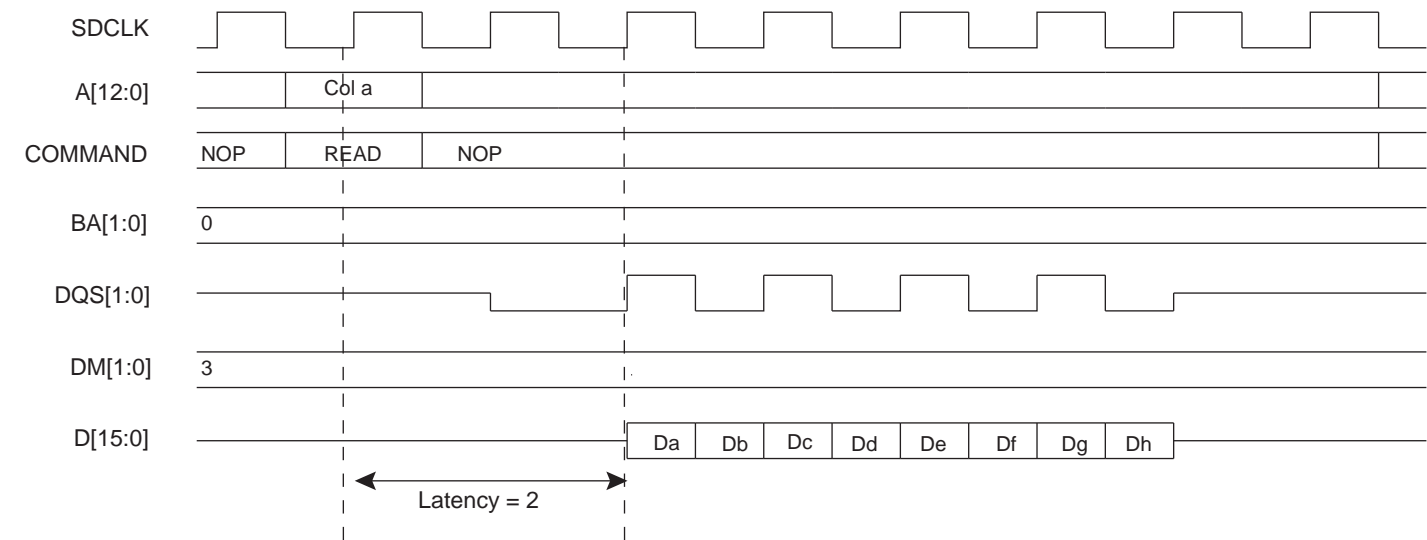 SDCLK
A[12:0] Col a
COMMAND NOP READ NOP
BA[1:0] 0
DQS[1:0]
DM[1:0] 3
D[15:0] Da Db Dc Dd De Df Dg Dh
Latency = 2